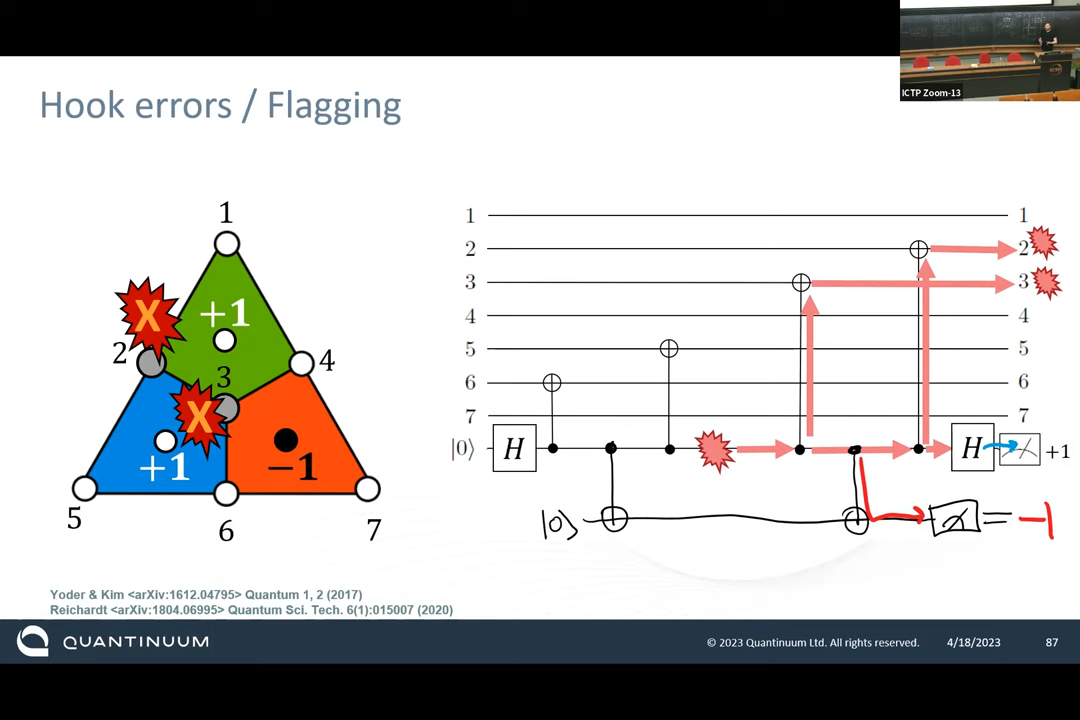 ICTP Zoom-13
Hook errors / Flagging
1
X
+1
2
3
4
X
+1
−1
5
6
7
1 1
2 2
3 3
4 4
5 5
6 6
7 7
|0⟩ H H +1
|0⟩ = −1
Yoder & Kim <arXiv:1612.04795> Quantum 1, 2 (2017)
Reichardt <arXiv:1804.06995> Quantum Sci. Tech. 6(1):015007 (2020)
QUANTINUUM
© 2023 Quantinuum Ltd. All rights reserved. 4/18/2023 87